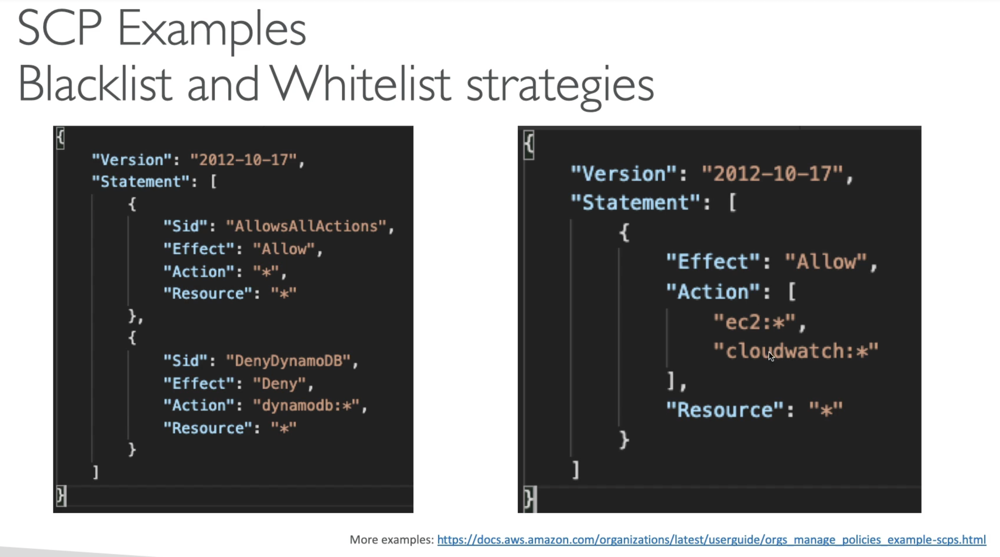 SCP Examples
Blacklist and Whitelist strategies
{
"Version": "2012-10-17",
"Statement": [
{
"Sid": "AllowsAllActions",
"Effect": "Allow",
"Action": "*",
"Resource": "*"
},
{
"Sid": "DenyDynamoDB",
"Effect": "Deny",
"Action": "dynamodb:*",
"Resource": "*"
}
]
}
{
"Version": "2012-10-17",
"Statement": [
{
"Effect": "Allow",
"Action": [
"ec2:*",
"cloudwatch:*"
],
"Resource": "*"
}
]
}
More examples: https://docs.aws.amazon.com/organizations/latest/userguide/orgs_manage_policies_example-scps.html